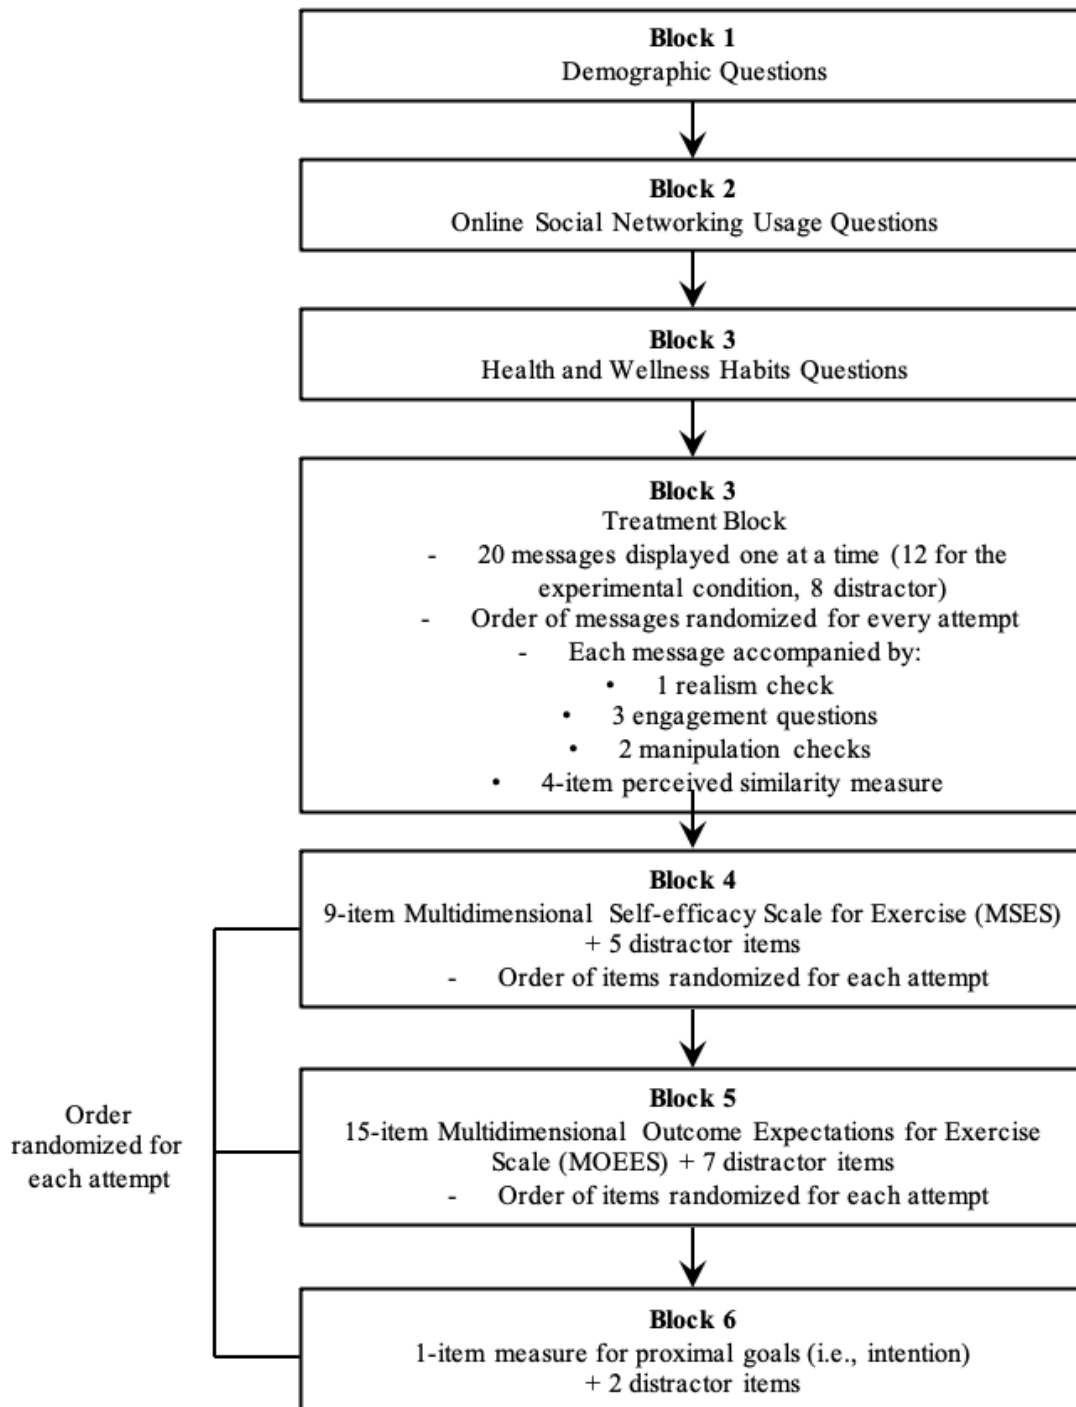 Block 1
Demographic Questions
Block 2
Online Social Networking Usage Questions
Block 3
Health and Wellness Habits Questions
Block 3
Treatment Block
- 20 messages displayed one at a time (12 for the
experimental condition, 8 distractor)
- Order of messages randomized for every attempt
- Each message accompanied by:
• 1 realism check
• 3 engagement questions
• 2 manipulation checks
• 4-item perceived similarity measure
Block 4
9-item Multidimensional Self-efficacy Scale for Exercise (MSES)
+ 5 distractor items
- Order of items randomized for each attempt
Block 5
15-item Multidimensional Outcome Expectations for Exercise
Scale (MOEES) + 7 distractor items
- Order of items randomized for each attempt
Block 6
1-item measure for proximal goals (i.e., intention)
+ 2 distractor items
Order
randomized for
each attempt